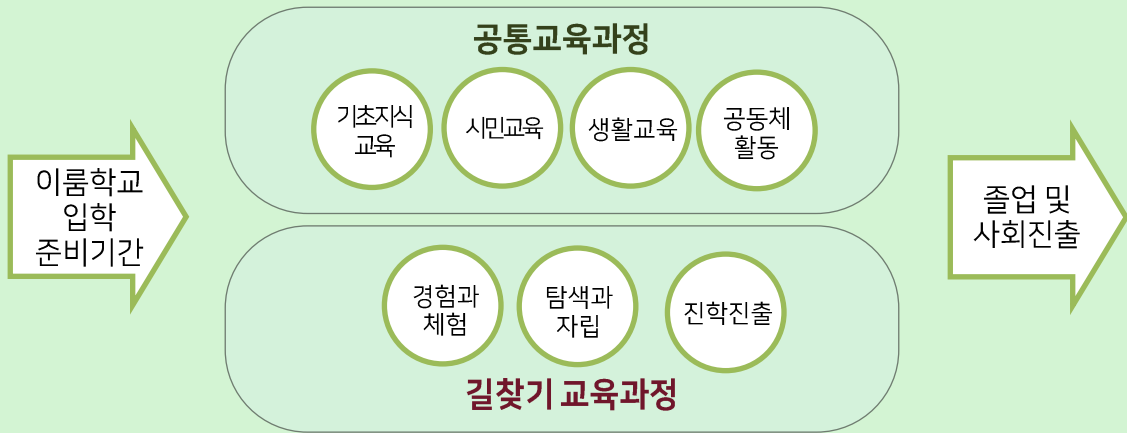 이룸학교
입학
준비기간
공통교육과정
기초지식
교육
시민교육
생활교육
공동체
활동
경험과
체험
탐색과
자립
진학진출
길찾기 교육과정
졸업 및
사회진출